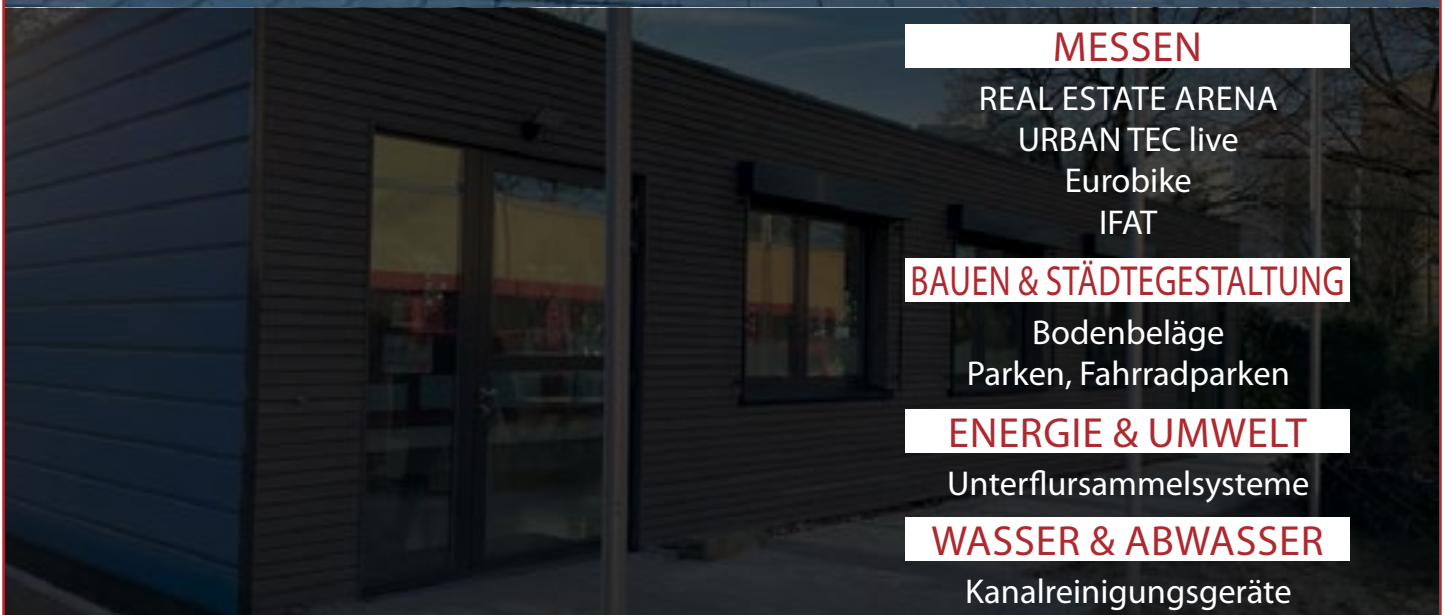 MESSEN
REAL ESTATE ARENA
URBAN TEC live
Eurobike
IFAT
BAUEN & STÄDTEGESTALTUNG
Bodenbeläge
Parken, Fahrradparken
ENERGIE & UMWELT
Unterflursammelsysteme
WASSER & ABWASSER
Kanalreinigungsgeräte